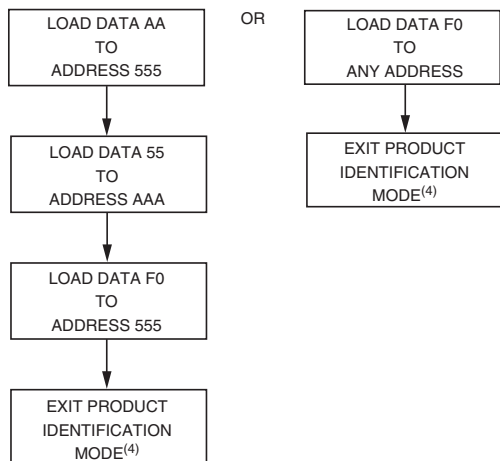 LOAD DATA AA
TO
ADDRESS 555
LOAD DATA 55
TO
ADDRESS AAA
LOAD DATA F0
TO
ADDRESS 555
EXIT PRODUCT
IDENTIFICATION
MODE(4)
OR
LOAD DATA F0
TO
ANY ADDRESS
EXIT PRODUCT
IDENTIFICATION
MODE(4)